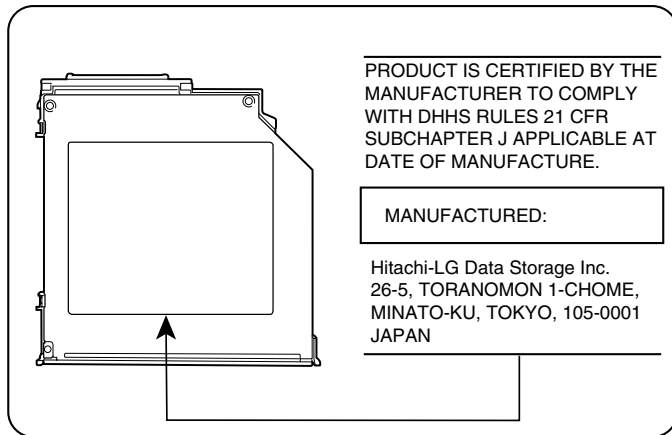 PRODUCT IS CERTIFIED BY THE
MANUFACTURER TO COMPLY
WITH DHHS RULES 21 CFR
SUBCHAPTER J APPLICABLE AT
DATE OF MANUFACTURE.
MANUFACTURED:
Hitachi-LG Data Storage Inc.
26-5, TORANOMON 1-CHOME,
MINATO-KU, TOKYO, 105-0001
JAPAN